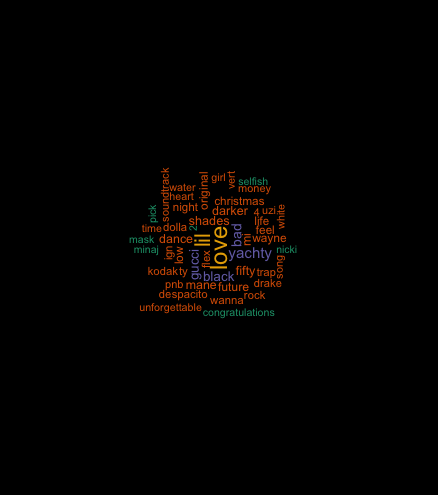 soundtrack
original
girl
vert
selfish
water
money
heart
christmas
pick
night
darker
4
uzi
white
shades
2
life
time
dolla
bad
feel
mask
dance
lil
love
mi
wayne
minaj
ign
low
gucci
flex
yachty
nicki
song
kodak
ty
black
fifty
trap
pnb
mane
future
drake
despacito
wanna
rock
unforgettable
congratulations